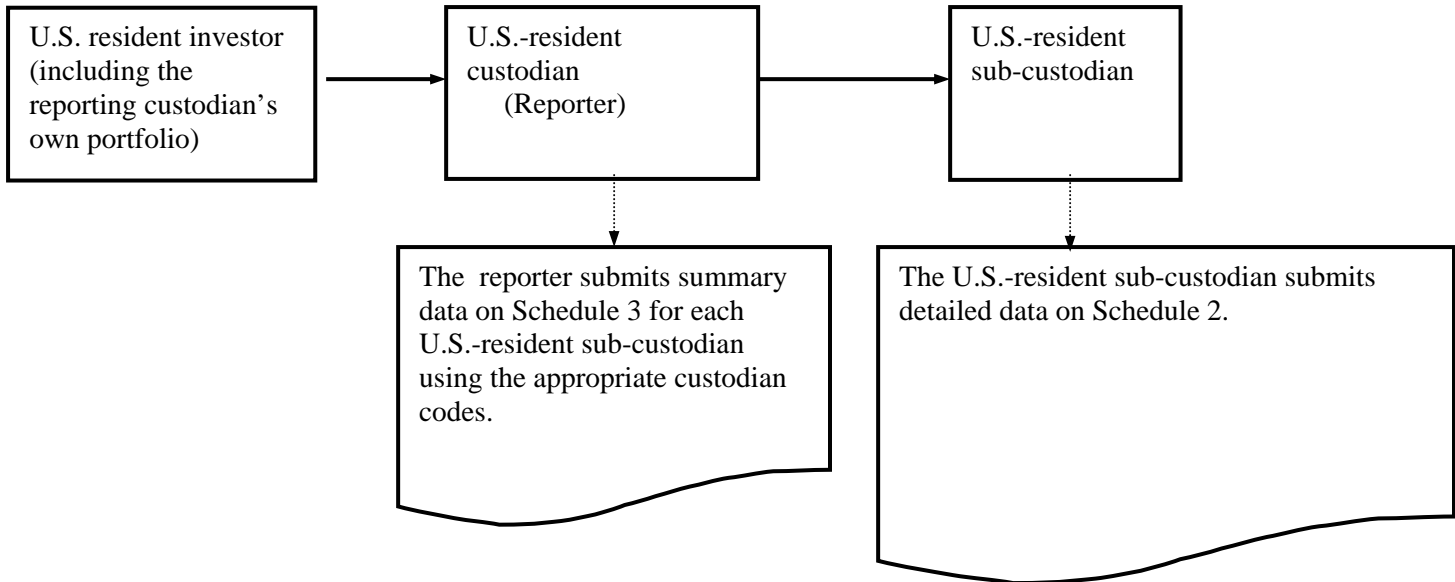 U.S. resident investor
(including the
reporting custodian's
own portfolio)
U.S.-resident
custodian
(Reporter)
U.S.-resident
sub-custodian
The reporter submits summary
data on Schedule 3 for each
U.S.-resident sub-custodian
using the appropriate custodian
codes.
The U.S.-resident sub-custodian submits
detailed data on Schedule 2.